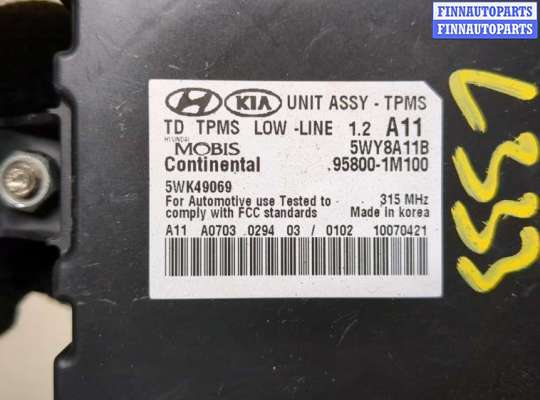 FINNAUTOPARTS
FINNAUTOPARTS
HYUNDAI KIA UNIT ASSY - TPMS
TD TPMS LOW -LINE 1.2 A11
HYUNDAI
MOBIS 5WY8A11B
Continental .95800-1M100
5WK49069
For Automotive use Tested to 315 MHz
comply with FCC standards Made in korea
A11 A0703 .0294 03 / 0102 10070421